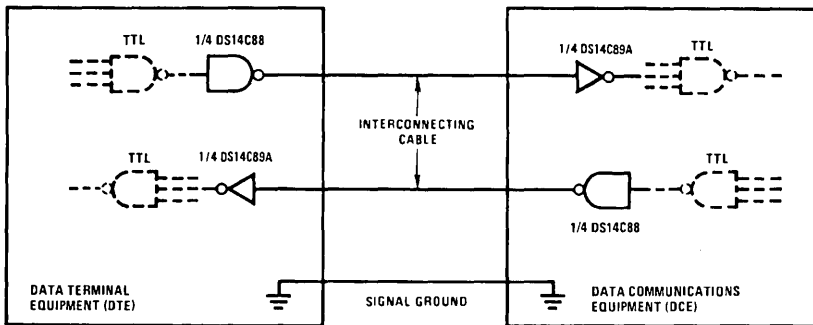 TTL
1/4 DS14C88
1/4 DS14C89A
TTL
INTERCONNECTING
CABLE
TTL
1/4 DS14C89A
TTL
1/4 DS14C88
DATA TERMINAL
EQUIPMENT (DTE)
SIGNAL GROUND
DATA COMMUNICATIONS
EQUIPMENT (DCE)